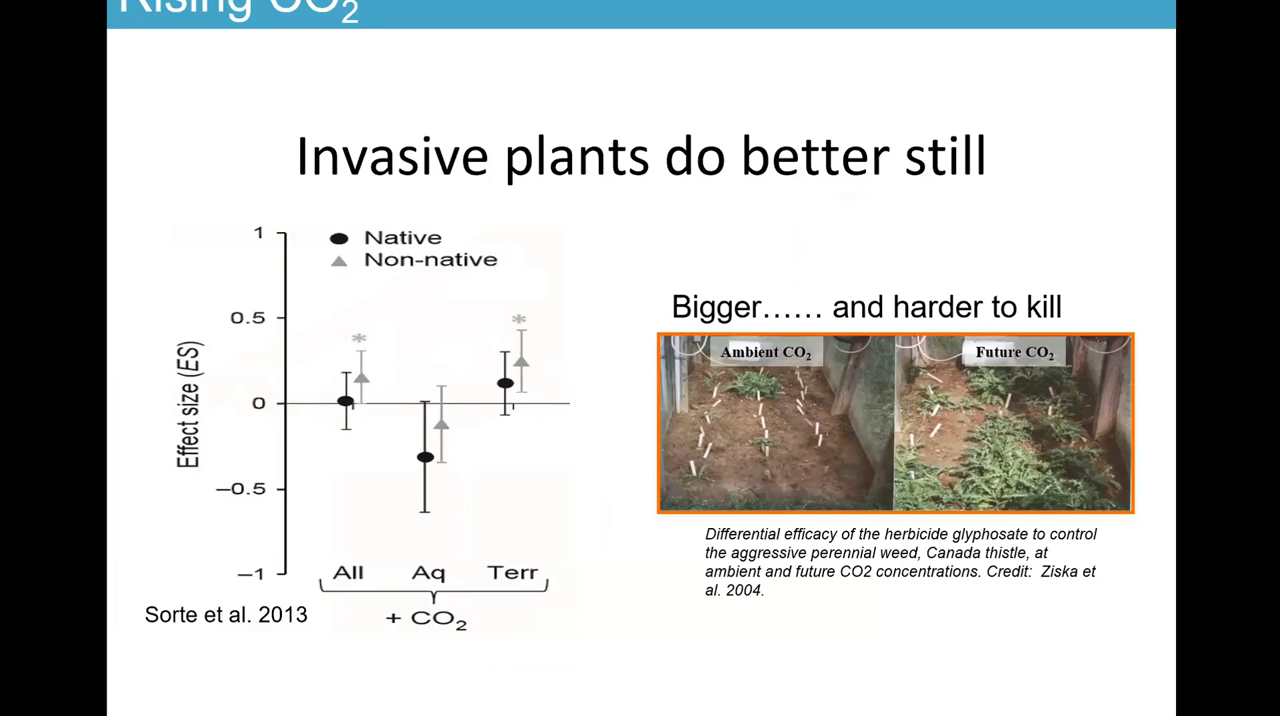 Rising CO₂
Invasive plants do better still
1
Native
Non-native
0.5
*
*
0
−0.5
−1
Effect size (ES)
All Aq Terr
+ CO₂
Sorte et al. 2013
Bigger…… and harder to kill
Ambient CO₂
Future CO₂
Differential efficacy of the herbicide glyphosate to control
the aggressive perennial weed, Canada thistle, at
ambient and future CO2 concentrations. Credit: Ziska et
al. 2004.